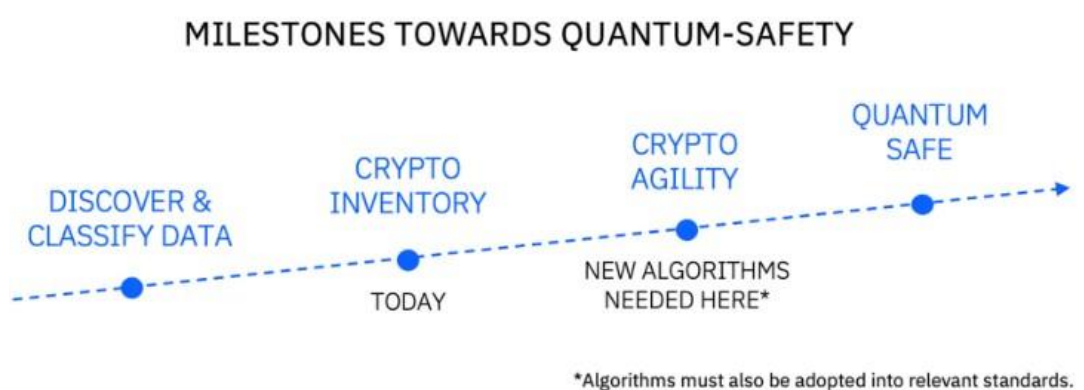 MILESTONES TOWARDS QUANTUM-SAFETY
DISCOVER &
CLASSIFY DATA
CRYPTO
INVENTORY
TODAY
CRYPTO
AGILITY
NEW ALGORITHMS
NEEDED HERE*
QUANTUM
SAFE
*Algorithms must also be adopted into relevant standards.